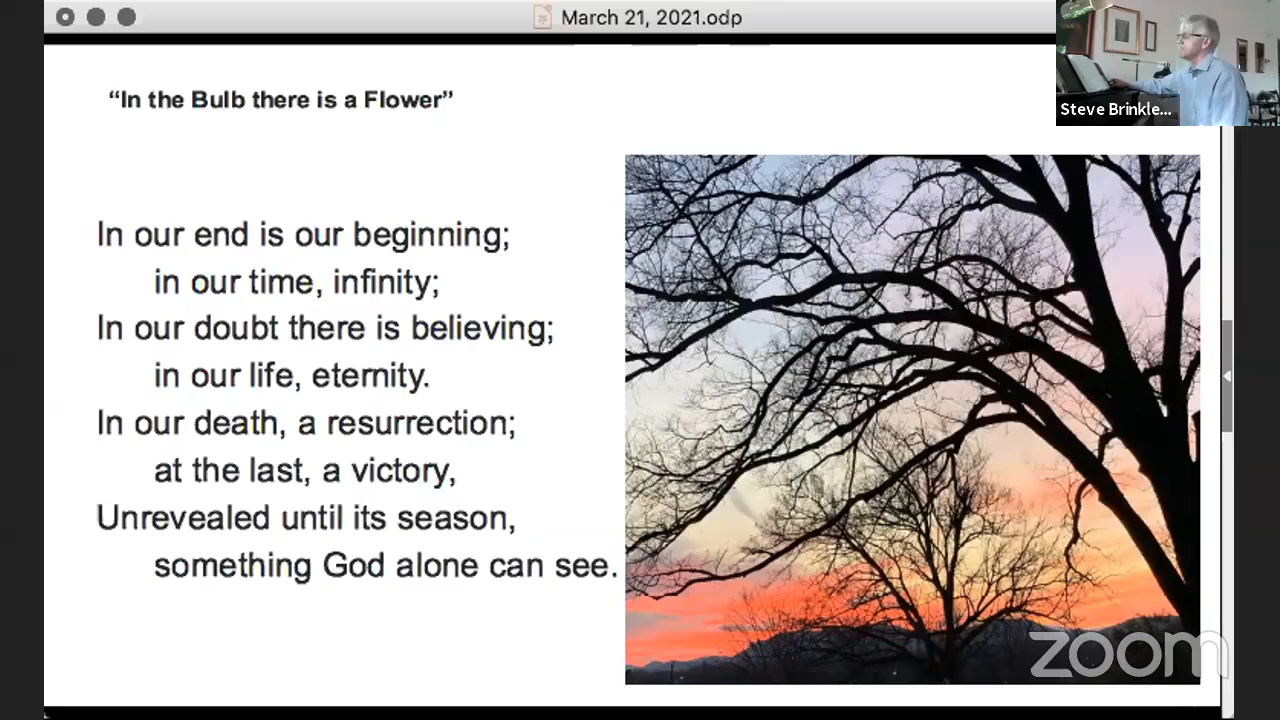 March 21, 2021.odp
Steve Brinkle...
“In the Bulb there is a Flower”
In our end is our beginning;
in our time, infinity;
In our doubt there is believing;
in our life, eternity.
In our death, a resurrection;
at the last, a victory,
Unrevealed until its season,
something God alone can see.
zoom